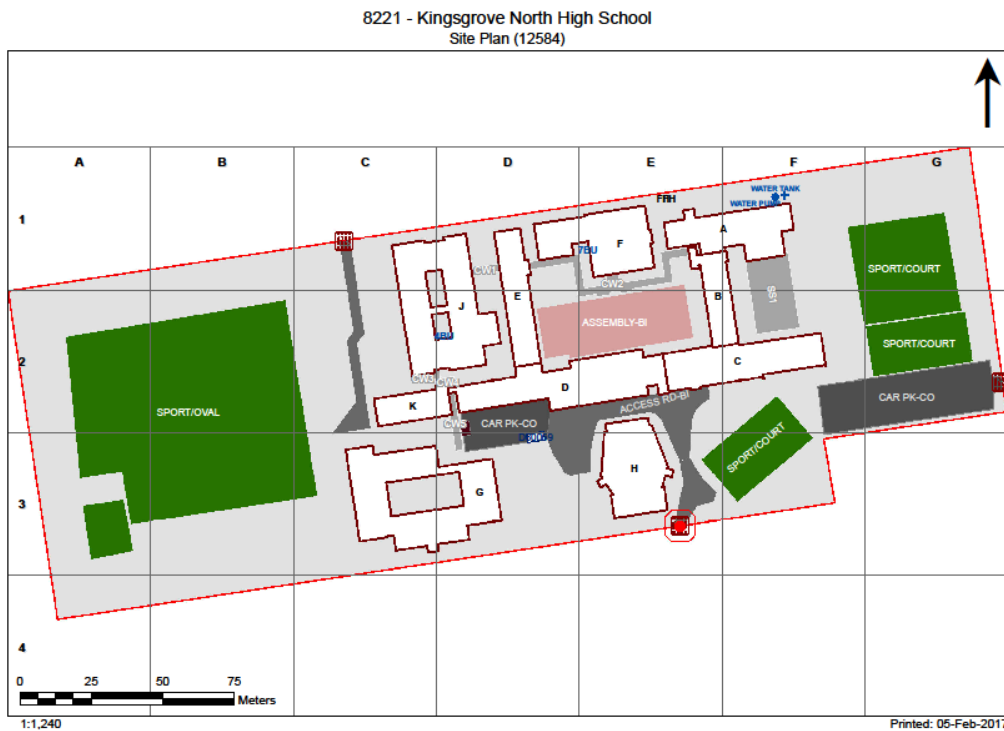 8221 - Kingsgrove North High School
Site Plan (12584)
A B C D E F G
1
WATER TANK
WATER PUMP
FRH
A
F
7BU
SPORT/COURT
CW1
CW2
J
E
B
SS1
ASSEMBLY-BI
2
SPORT/COURT
C
CW3
CW4
D
CAR PK-CO
ACCESS RD-BI
K
SPORT/OVAL
CW5
CAR PK-CO
SPORT/COURT
H
G
3
4
0 25 50 75
Meters
1:1,240
Printed: 05-Feb-2017